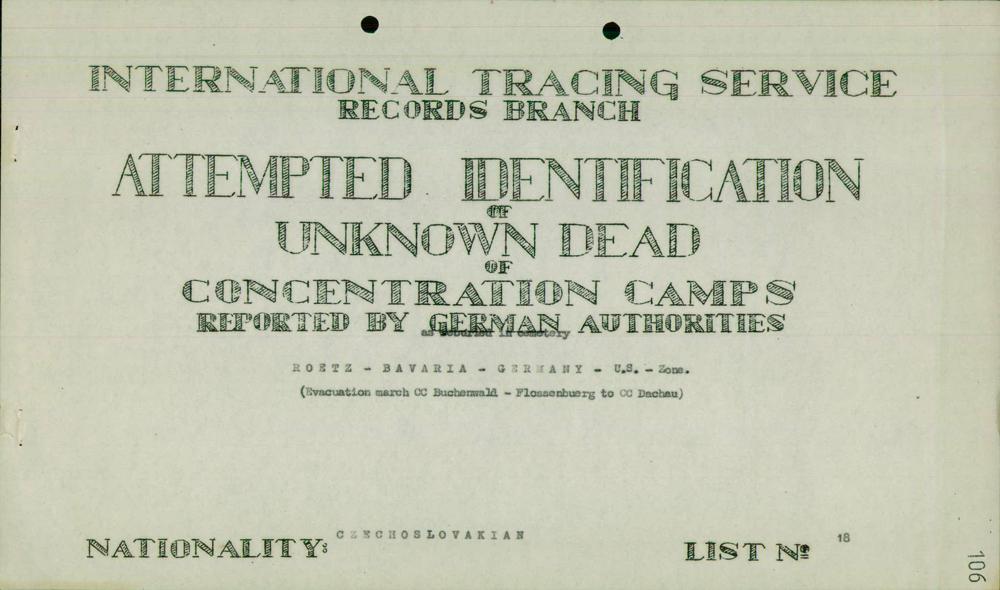 INTERNATIONAL TRACING SERVICE
RECORDS BRANCH
ATTEMPTED IDENTIFICATION
OF
UNKNOWN DEAD
OF
CONCENTRATION CAMPS
REPORTED BY GERMAN AUTHORITIES
as reburied in cemetery
ROETZ - BAVARIA - GERMANY - U.S. - Zone.
(Evacuation march CC Buchenwald - Flossenbuerg to CC Dachau)
NATIONALITY: CZECHOSLOVAKIAN
LIST No 18
106